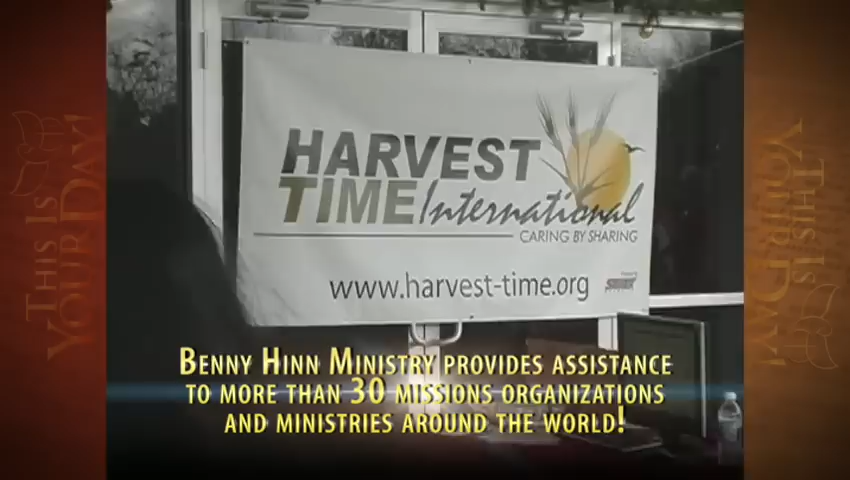 THIS IS
YOUR DAY!
HARVEST
TIME International
CARING BY SHARING
www.harvest-time.org
BENNY HINN MINISTRY PROVIDES ASSISTANCE
TO MORE THAN 30 MISSIONS ORGANIZATIONS
AND MINISTRIES AROUND THE WORLD!
THIS IS
YOUR DAY!